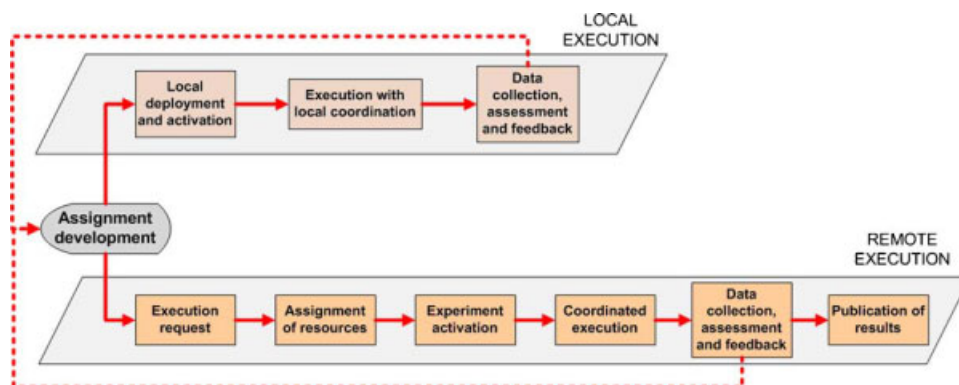 LOCAL
EXECUTION
Local
deployment
and activation
Execution with
local coordination
Data
collection,
assessment
and feedback
Assignment
development
REMOTE
EXECUTION
Execution
request
Assignment
of resources
Experiment
activation
Coordinated
execution
Data
collection,
assessment
and feedback
Publication of
results